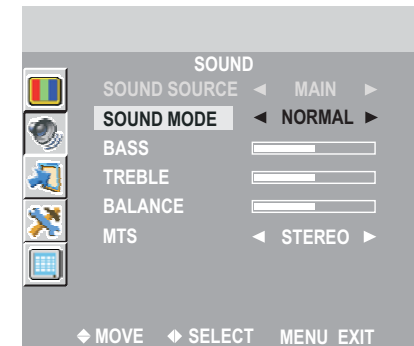 SOUND
SOUND SOURCE ◄ MAIN ►
SOUND MODE ◄ NORMAL ►
BASS
TREBLE
BALANCE
MTS ◄ STEREO ►
MOVE SELECT MENU EXIT